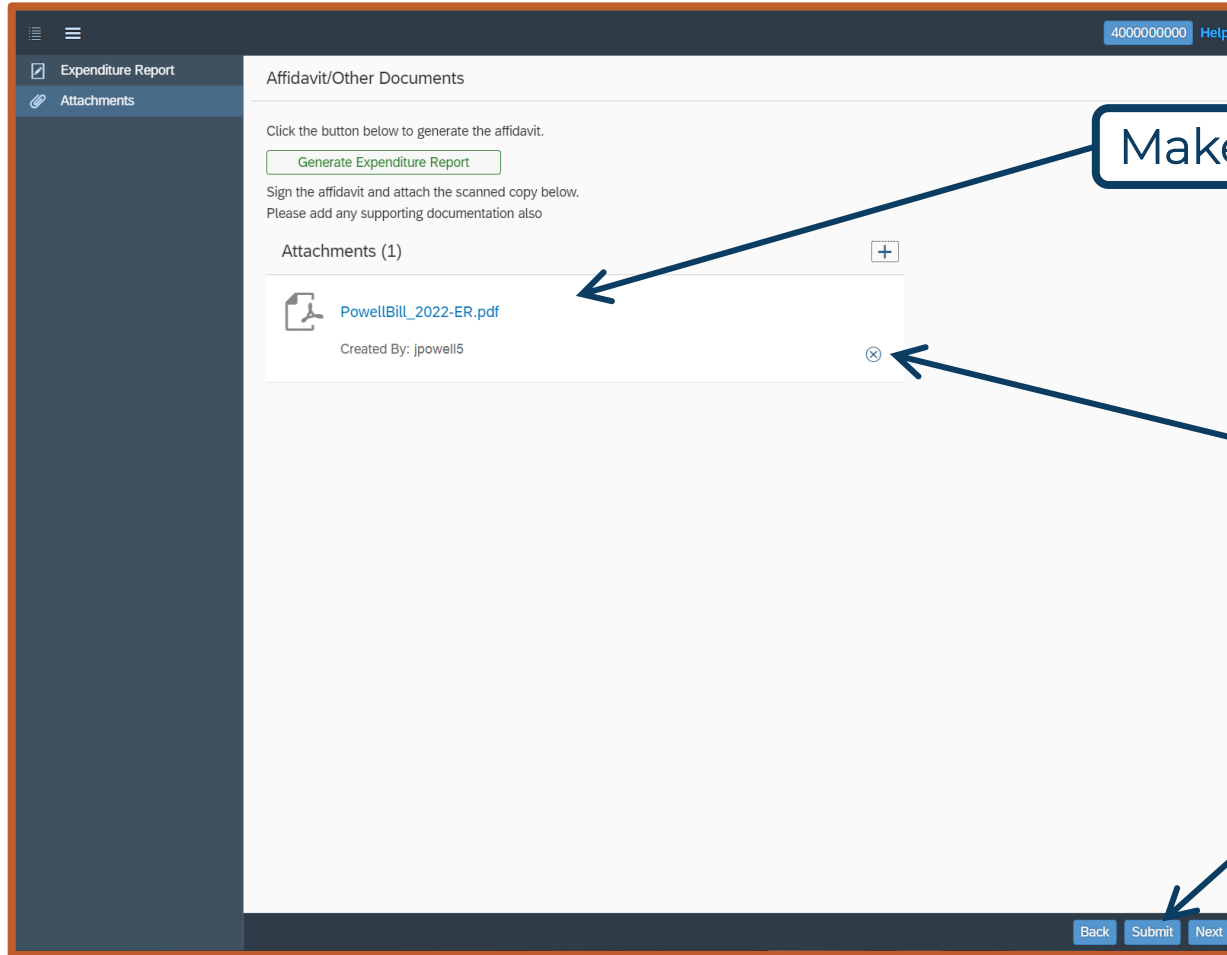 4000000000 Help
Expenditure Report
Attachments
Affidavit/Other Documents
Click the button below to generate the affidavit.
Generate Expenditure Report
Sign the affidavit and attach the scanned copy below.
Please add any supporting documentation also
Make
Attachments (1)
PowellBill_2022-ER.pdf
Created By: jpowell5
Back Submit Next